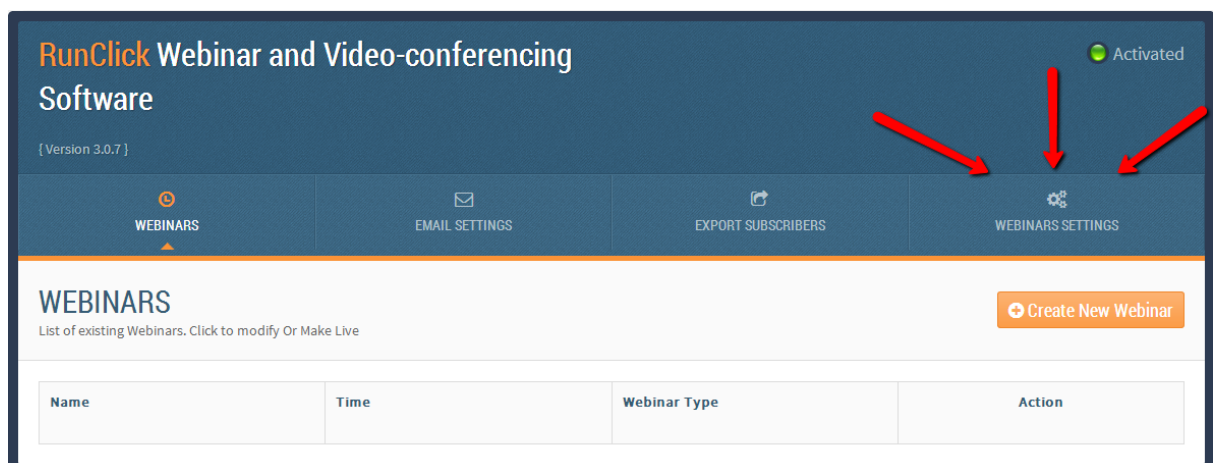 RunClick Webinar and Video-conferencing
Software
Activated
{ Version 3.0.7 }
WEBINARS
EMAIL SETTINGS
EXPORT SUBSCRIBERS
WEBINARS SETTINGS
WEBINARS
List of existing Webinars. Click to modify Or Make Live
Create New Webinar
Name Time Webinar Type Action